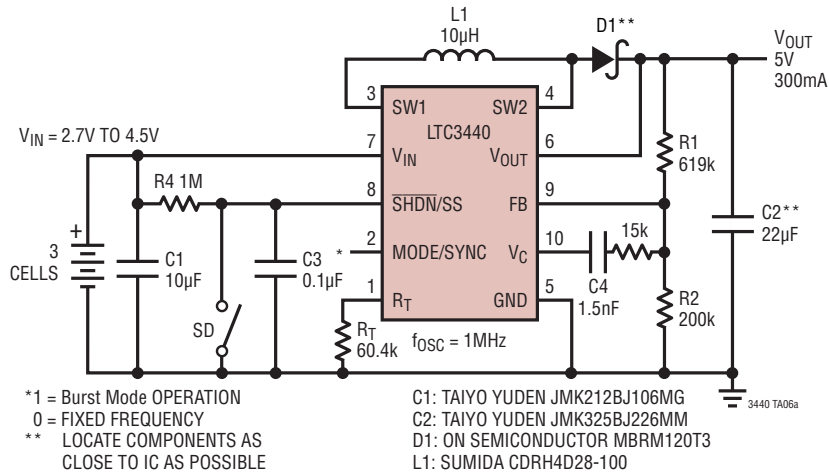 L1
10µH
D1**
VOUT
5V
300mA
3
SW1
SW2
4
LTC3440
VIN = 2.7V TO 4.5V
7
VIN
VOUT
6
R1
619k
R4 1M
8
SHDN/SS
FB
9
+
3
CELLS
C1
10µF
C3
0.1µF
*
2
MODE/SYNC
VC
10
15k
C2**
22µF
C4
1.5nF
1
RT
GND
5
SD
RT
60.4k
fOSC = 1MHz
R2
200k
*1 = Burst Mode OPERATION
0 = FIXED FREQUENCY
** LOCATE COMPONENTS AS
CLOSE TO IC AS POSSIBLE
C1: TAIYO YUDEN JMK212BJ106MG
C2: TAIYO YUDEN JMK325BJ226MM
D1: ON SEMICONDUCTOR MBRM120T3
L1: SUMIDA CDRH4D28-100
3440 TA06a